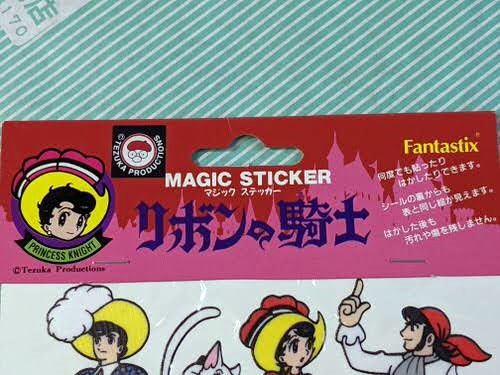 店
170
©TEZUKA PRODUCTIONS
MAGIC STICKER
マジック ステッカー
リボンの騎士
PRINCESS KNIGHT
©Tezuka Productions
Fantastix
何度でも貼ったり
はがしたりできます。
シールの裏からも
表と同じ絵が見えます。
はがした後も
汚れや傷を残しません。